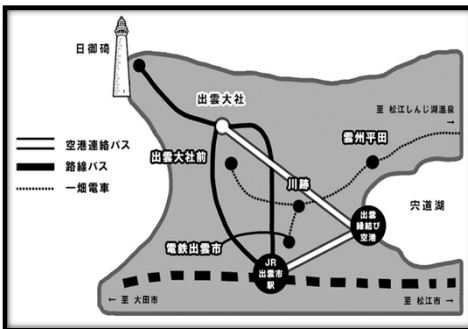 日御碕
出雲大社
至 松江しんじ湖温泉
→
空港連絡バス
路線バス
一畑電車
出雲大社前
雲州平田
川跡
宍道湖
出雲
縁結び
空港
電鉄出雲市
JR
出雲市
駅
← 至 大田市
至 松江市 →